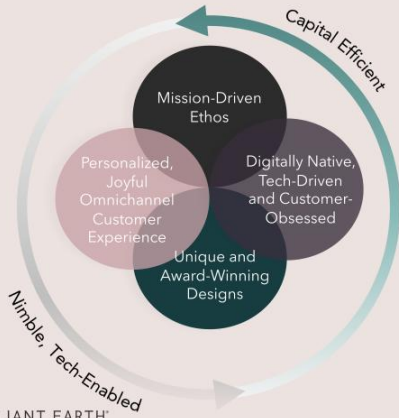 Capital Efficient
Mission-Driven
Ethos
Personalized,
Joyful
Omnichannel
Customer
Experience
Digitally Native,
Tech-Driven
and Customer-
Obsessed
Unique and
Award-Winning
Designs
Nimble, Tech-Enabled
EARTH